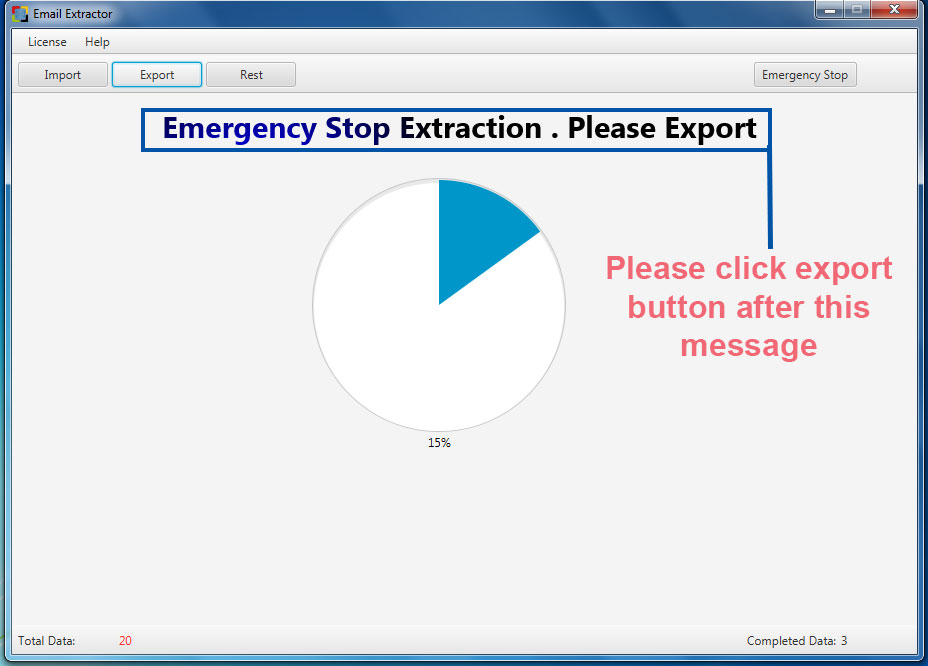 Email Extractor
License Help
Import Export Rest Emergency Stop
Emergency Stop Extraction . Please Export
Please click export
button after this
message
15%
Total Data: 20 Completed Data: 3